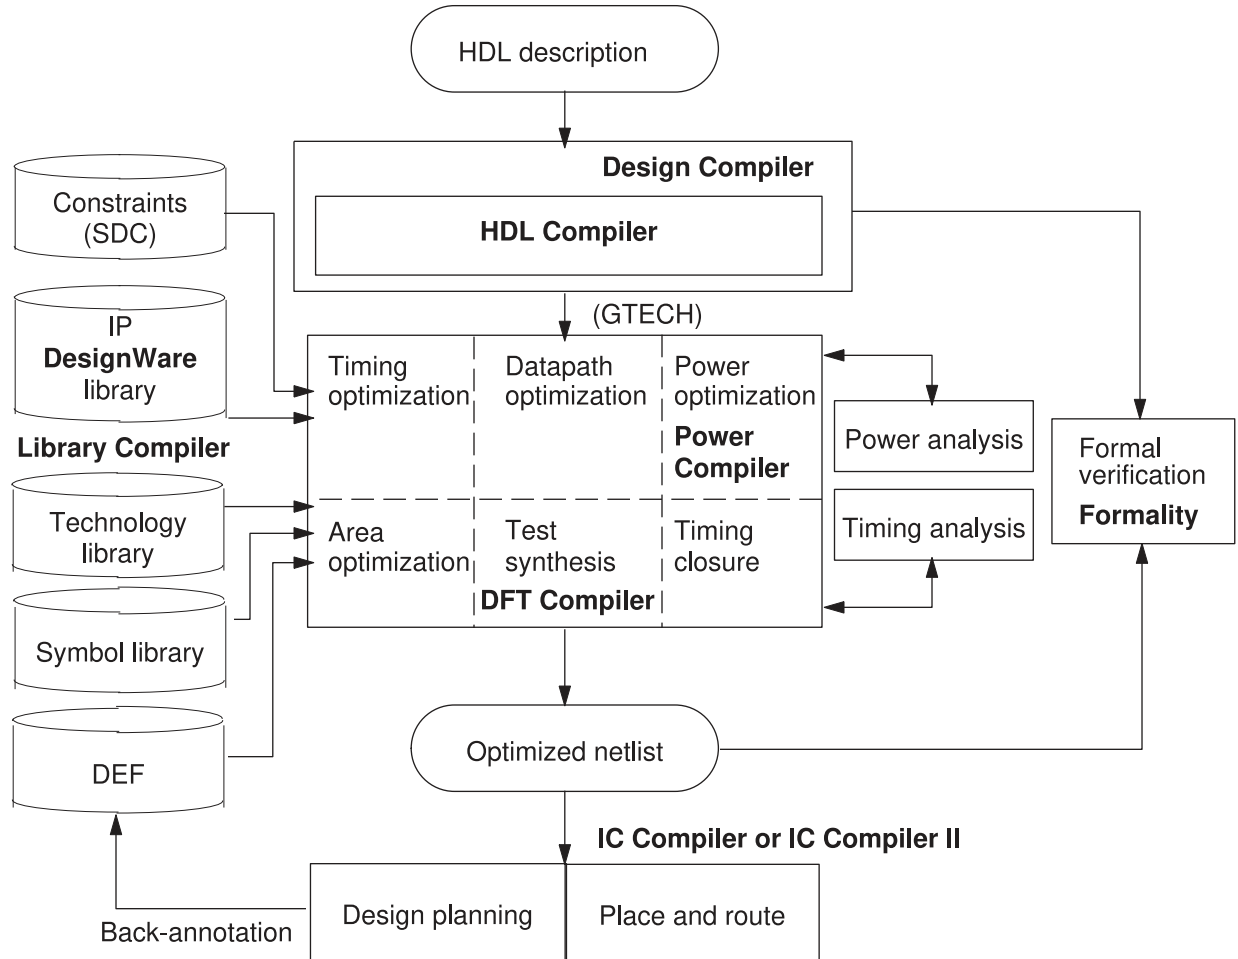 HDL description
Design Compiler
HDL Compiler
(GTECH)
Constraints
(SDC)
IP
DesignWare
library
Library Compiler
Technology
library
Symbol library
DEF
Timing
optimization
Datapath
optimization
Power
optimization
Power
Compiler
Area
optimization
Test
synthesis
DFT Compiler
Timing
closure
Power analysis
Timing analysis
Formal
verification
Formality
Optimized netlist
IC Compiler or IC Compiler II
Design planning
Place and route
Back-annotation